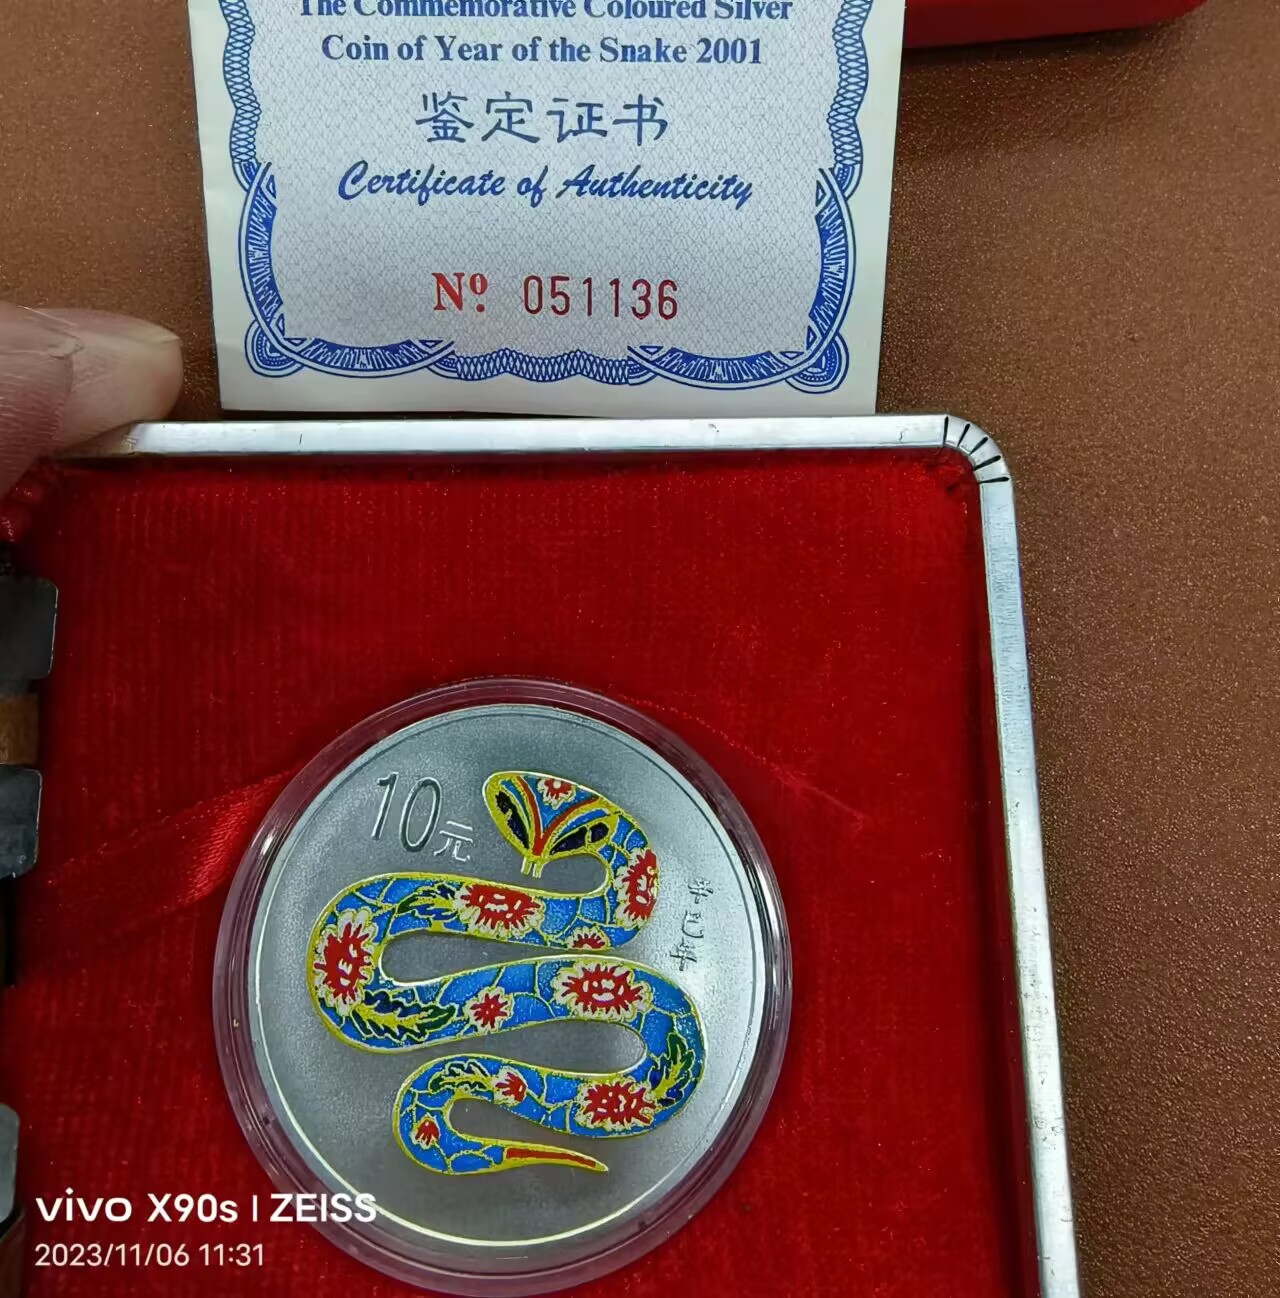 The Commemorative Coloured Silver
Coin of Year of the Snake 2001
鉴定证书
Certificate of Authenticity
Nº. 051136
10元
vivo X90s | ZEISS
2023/11/06 11:31